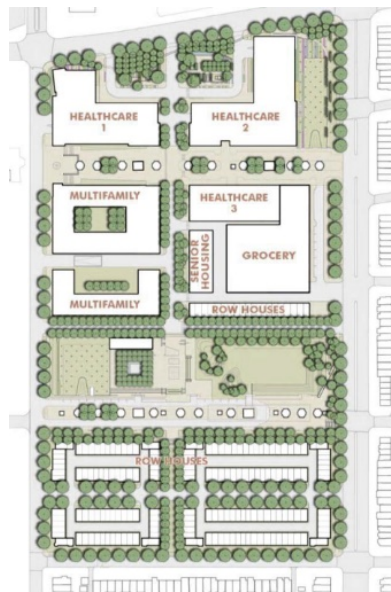 HEALTHCARE
1
HEALTHCARE
2
MULTIFAMILY
HEALTHCARE
3
SENIOR
HOUSING
GROCERY
MULTIFAMILY
ROW HOUSES
ROW HOUSES